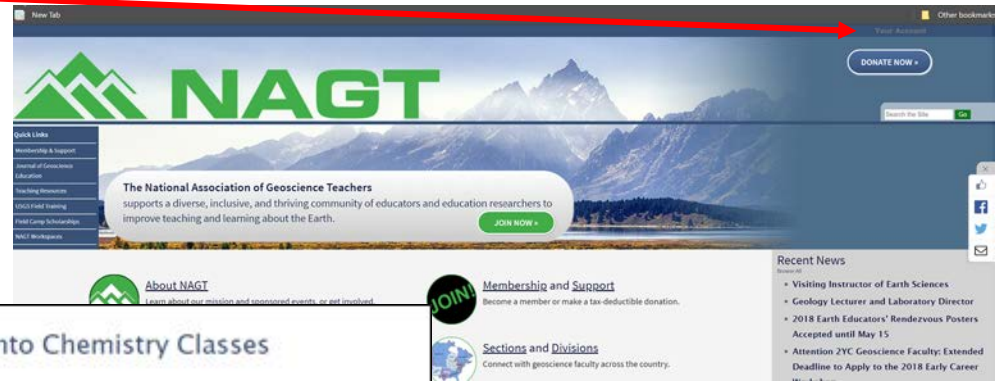 New Tab
Other bookmarks
Your Account
DONATE NOW »
NAGT
Search the Site
Go
Quick Links
Membership & Support
Journal of Geoscience
Education
Teaching Resources
USGS Field Training
Field Camp Scholarships
NAGT Workspaces
The National Association of Geoscience Teachers
supports a diverse, inclusive, and thriving community of educators and education researchers to
improve teaching and learning about the Earth.
JOIN NOW »
About NAGT
Learn about our mission and sponsored events, or get involved.
JOIN!
Membership and Support
Become a member or make a tax-deductible donation.
Sections and Divisions
Connect with geoscience faculty across the country.
Recent News
Browse All
Visiting Instructor of Earth Sciences
Geology Lecturer and Laboratory Director
2018 Earth Educators' Rendezvous Posters
Accepted until May 15
Attention 2YC Geoscience Faculty: Extended
Deadline to Apply to the 2018 Early Career
nto Chemistry Classes